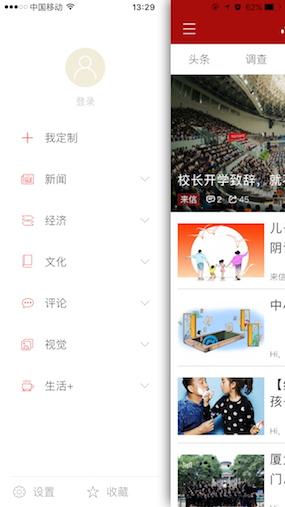 中国移动
13:29
62%
登录
我定制
新闻
经济
文化
评论
视觉
生活+
设置
收藏
头条
调查
校长开学致辞，就
来信
2
45
儿
阴
来信
中
Hi,
孩
Hi,
厦
门
Hi,